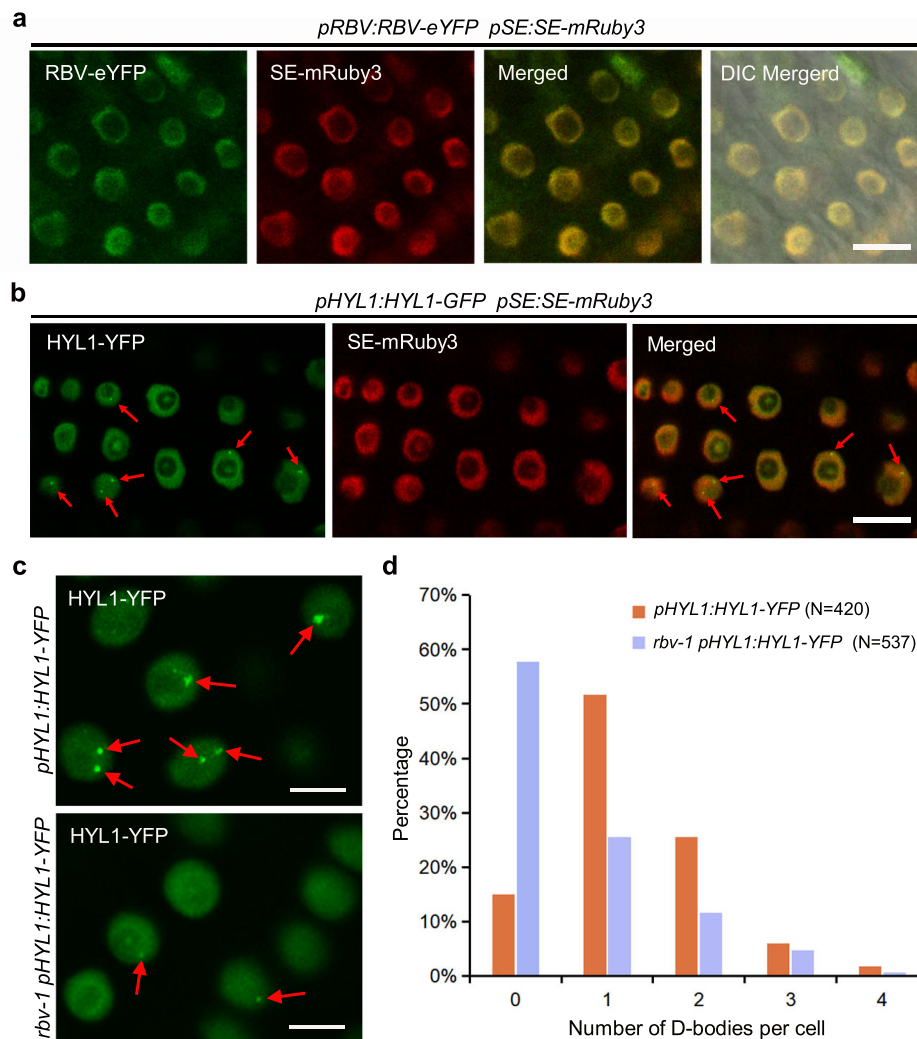 a
pRBV:RBV-eYFP pSE:SE-mRuby3
RBV-eYFP
SE-mRuby3
Merged
DIC Mergerd
b
pHYL1:HYL1-GFP pSE:SE-mRuby3
HYL1-YFP
SE-mRuby3
Merged
c
pHYL1:HYL1-YFP
HYL1-YFP
rbv-1 pHYL1:HYL1-YFP
HYL1-YFP
d
pHYL1:HYL1-YFP (N=420)
rbv-1 pHYL1:HYL1-YFP (N=537)
Percentage
70%
60%
50%
40%
30%
20%
10%
0%
0 1 2 3 4
Number of D-bodies per cell